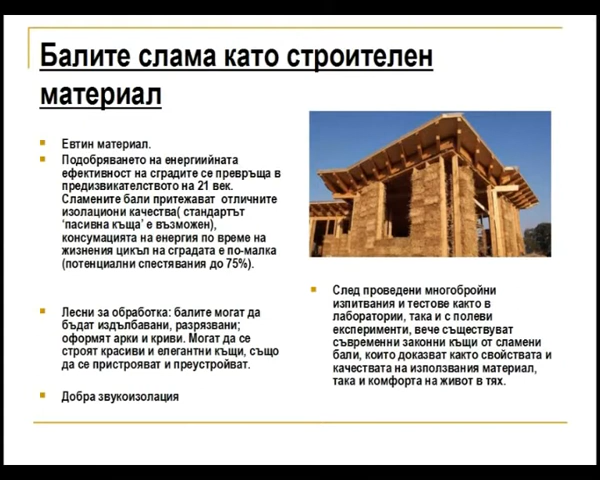 Балите слама като строителен
материал
Евтин материал.
Подобряването на енергиийната
ефективност на сградите се превръща в
предизвикателството на 21 век.
Сламените бали притежават отличните
изолациони качества( стандартът
‘пасивна къща’ е възможен),
консумацията на енергия по време на
жизнения цикъл на сградата е по-малка
(потенциални спестявания до 75%).
Лесни за обработка: балите могат да
бъдат издълбавани, разрязвани;
оформят арки и криви. Могат да се
строят красиви и елегантни къщи, също
да се пристрояват и преустройват.
Добра звукоизолация
След проведени многобройни
изпитвания и тестове както в
лаборатории, така и с полеви
експерименти, вече съществуват
съвременни законни къщи от сламени
бали, които доказват както свойствата и
качествата на използвания материал,
така и комфорта на живот в тях.